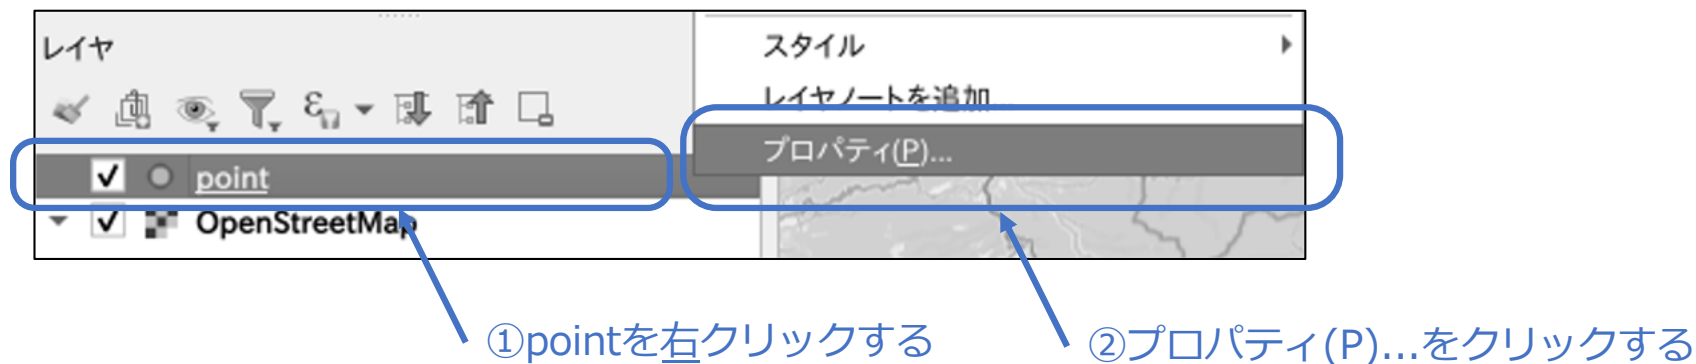 レイヤ
point
OpenStreetMap
スタイル
レイヤノートを追加...
プロパティ(P)...
①pointを右クリックする
②プロパティ(P)...をクリックする